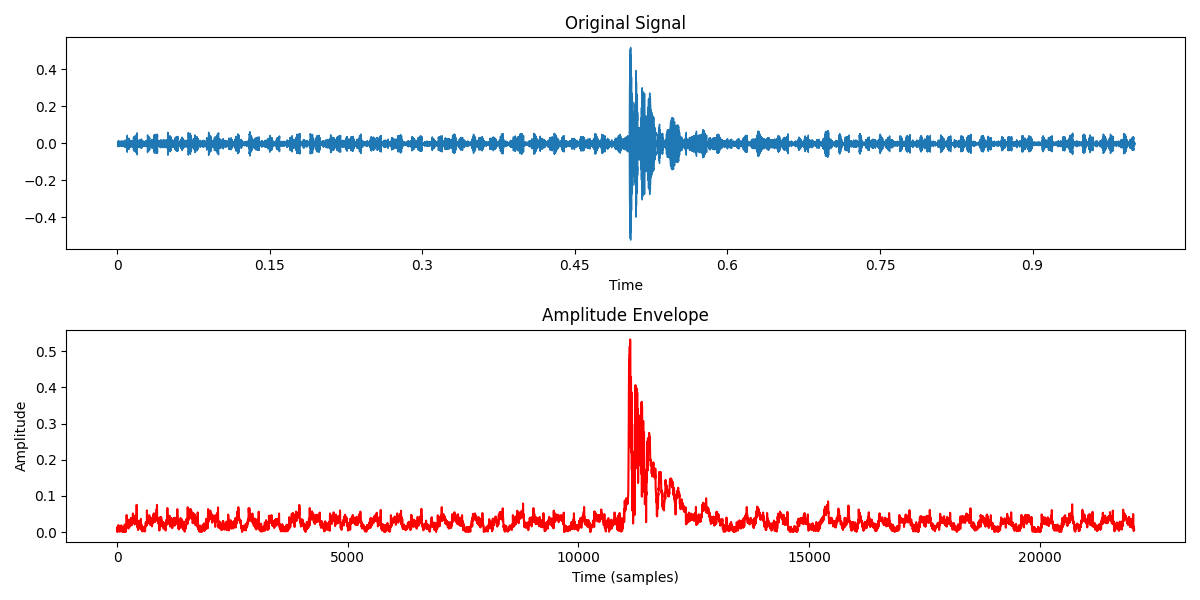 Original Signal
0.4
0.2
0.0
−0.2
−0.4
0 0.15 0.3 0.45 0.6 0.75 0.9
Time
Amplitude Envelope
Amplitude
0.5
0.4
0.3
0.2
0.1
0.0
0 5000 10000 15000 20000
Time (samples)